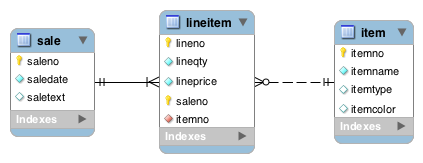 sale
saleno
saledate
saletext
Indexes
lineitem
lineno
lineqty
lineprice
saleno
itemno
Indexes
item
itemno
itemname
itemtype
itemcolor
Indexes